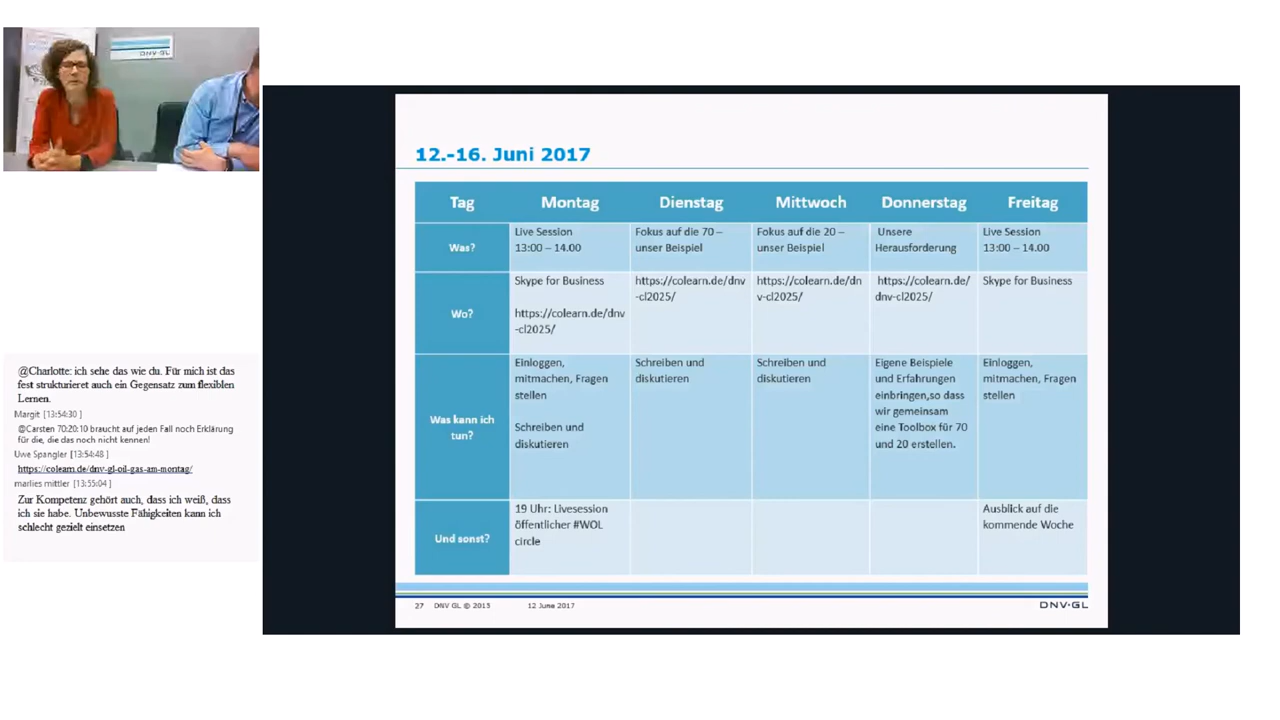 DNV·GL
@Charlotte: ich sehe das wie du. Für mich ist das
fest strukturieret auch ein Gegensatz zum flexiblen
Lernen.
Margit [13:54:30 ]
@Carsten 70:20:10 braucht auf jeden Fall noch Erklärung
für die, die das noch nicht kennen!
Uwe Spangler [13:54:48 ]
https://colearn.de/dnv-gl-oil-gas-am-montag/
marlies mittler [13:55:04 ]
Zur Kompetenz gehört auch, dass ich weiß, dass
ich sie habe. Unbewusste Fähigkeiten kann ich
schlecht gezielt einsetzen
12.-16. Juni 2017
Tag Montag Dienstag Mittwoch Donnerstag Freitag
Was?
Live Session
13:00 – 14.00
Fokus auf die 70 –
unser Beispiel
Fokus auf die 20 –
unser Beispiel
Unsere
Herausforderung
Live Session
13:00 – 14.00
Wo?
Skype for Business
https://colearn.de/dnv
-cl2025/
https://colearn.de/dnv
-cl2025/
https://colearn.de/dn
v-cl2025/
https://colearn.de/
dnv-cl2025/
Skype for Business
Was kann ich
tun?
Einloggen,
mitmachen, Fragen
stellen
Schreiben und
diskutieren
Schreiben und
diskutieren
Schreiben und
diskutieren
Eigene Beispiele
und Erfahrungen
einbringen,so dass
wir gemeinsam
eine Toolbox für 70
und 20 erstellen.
Einloggen,
mitmachen, Fragen
stellen
Und sonst?
19 Uhr: Livesession
öffentlicher #WOL
circle
Ausblick auf die
kommende Woche
27 DNV GL © 2015 12 June 2017
DNV·GL